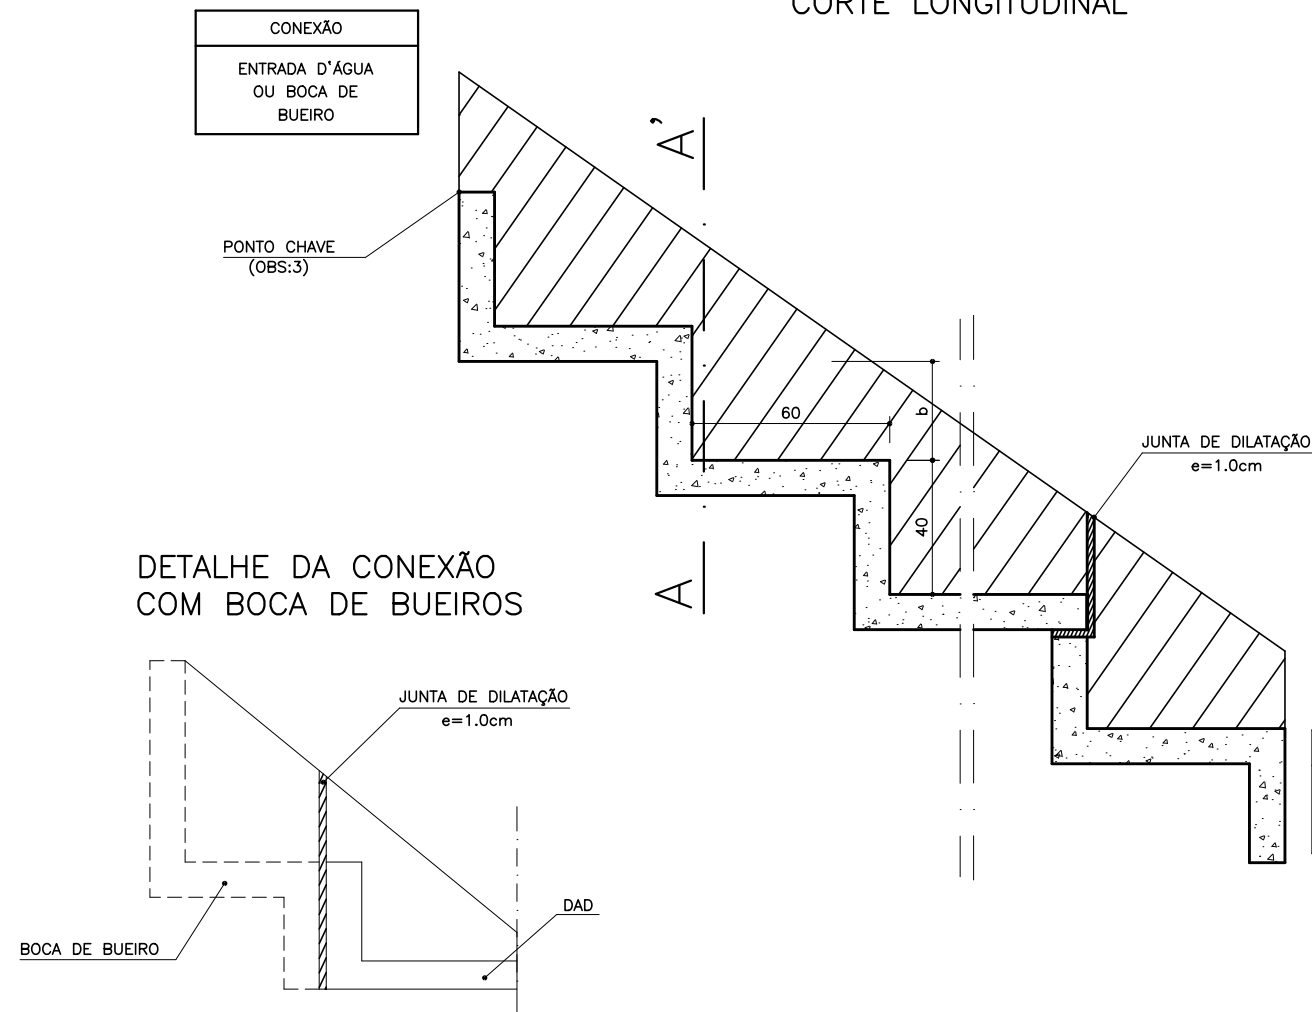 CORTE LONGITUDINAL
CONEXÃO
ENTRADA D'ÁGUA
OU BOCA DE
BUEIRO
A'
PONTO CHAVE
(OBS:3)
60
b
40
JUNTA DE DILATAÇÃO
e=1.0cm
A
DETALHE DA CONEXÃO
COM BOCA DE BUEIROS
JUNTA DE DILATAÇÃO
e=1.0cm
DAD
BOCA DE BUEIRO